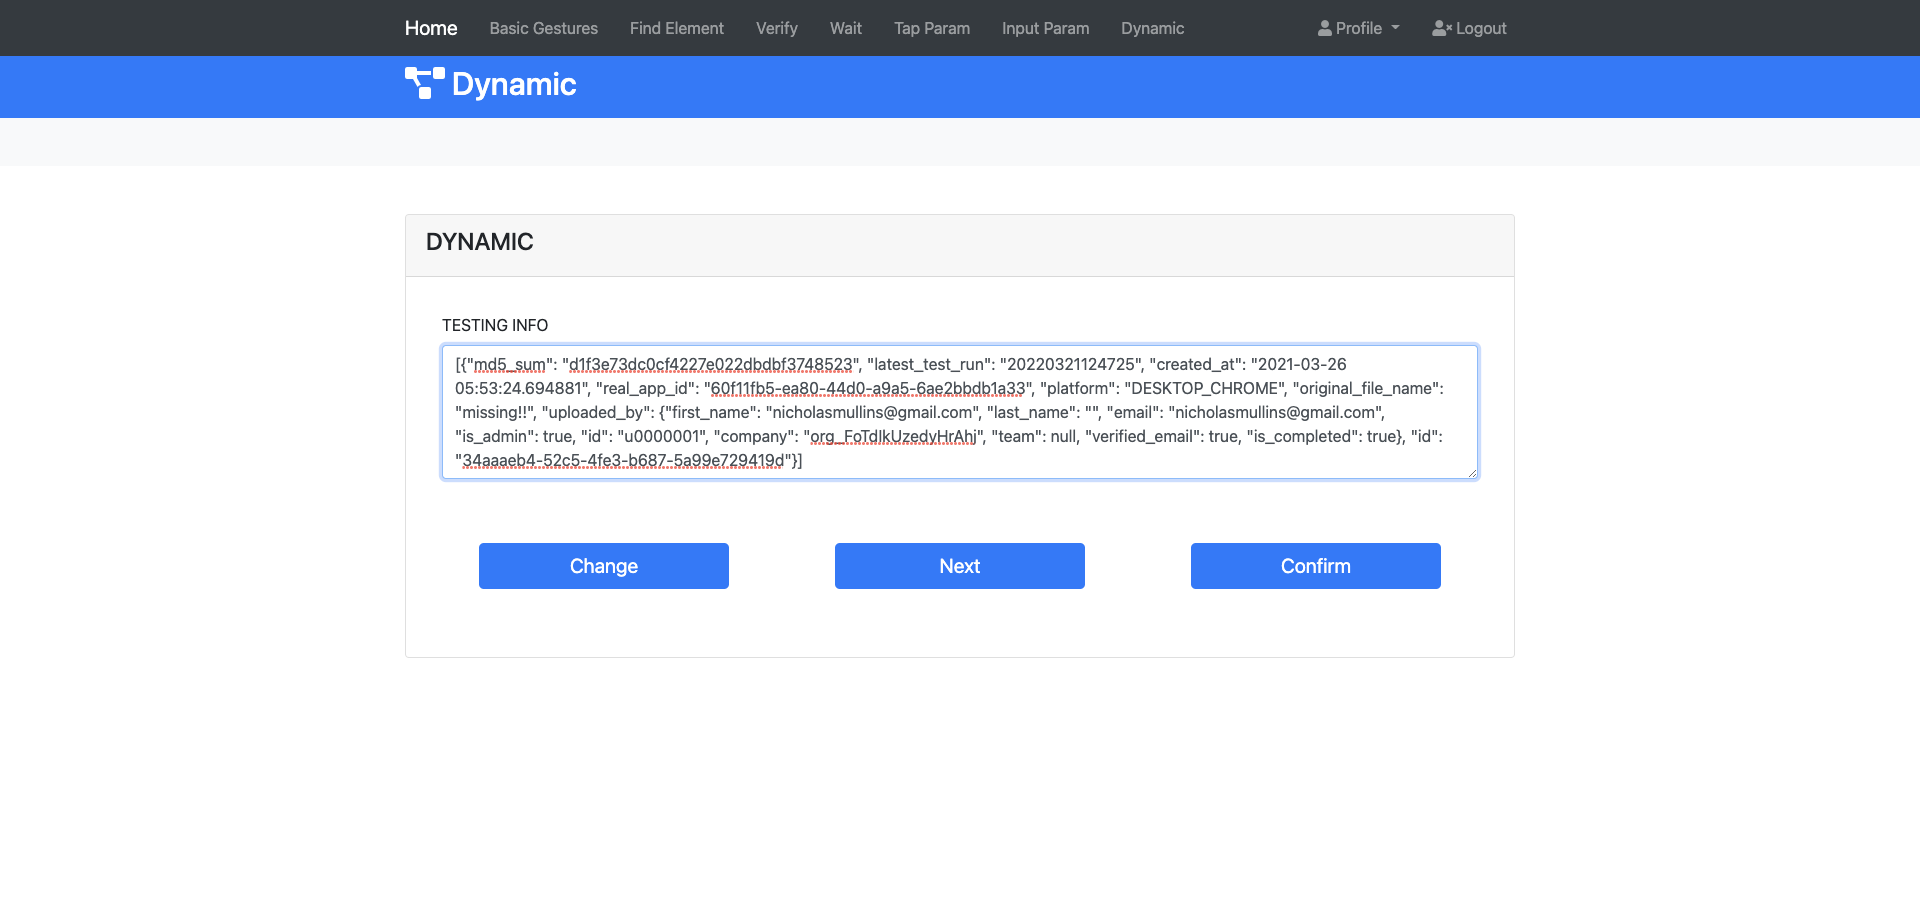 Home Basic Gestures Find Element Verify Wait Tap Param Input Param Dynamic Profile Logout
Dynamic
DYNAMIC
TESTING INFO
[{"md5_sum": "d1f3e73dc0cf4227e022dbdbf3748523", "latest_test_run": "20220321124725", "created_at": "2021-03-26
05:53:24.694881", "real_app_id": "60f11fb5-ea80-44d0-a9a5-6ae2bbdb1a33", "platform": "DESKTOP_CHROME", "original_file_name":
"missing!!", "uploaded_by": {"first_name": "nicholasmullins@gmail.com", "last_name": "", "email": "nicholasmullins@gmail.com",
"is_admin": true, "id": "u0000001", "company": "org_FoTdIkUzedyHrAhj", "team": null, "verified_email": true, "is_completed": true}, "id":
"34aaaeb4-52c5-4fe3-b687-5a99e729419d"}]
Change Next Confirm